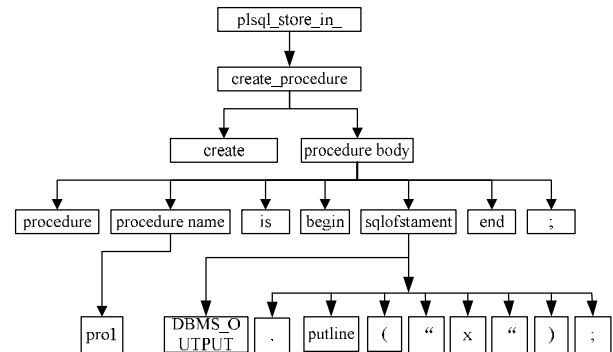 plsql_store_in_
create_procedure
create
procedure body
procedure
procedure name
is
begin
sqlofstament
end
;
pro1
DBMS_O
UTPUT
.
putline
(
“
x
“
)
;